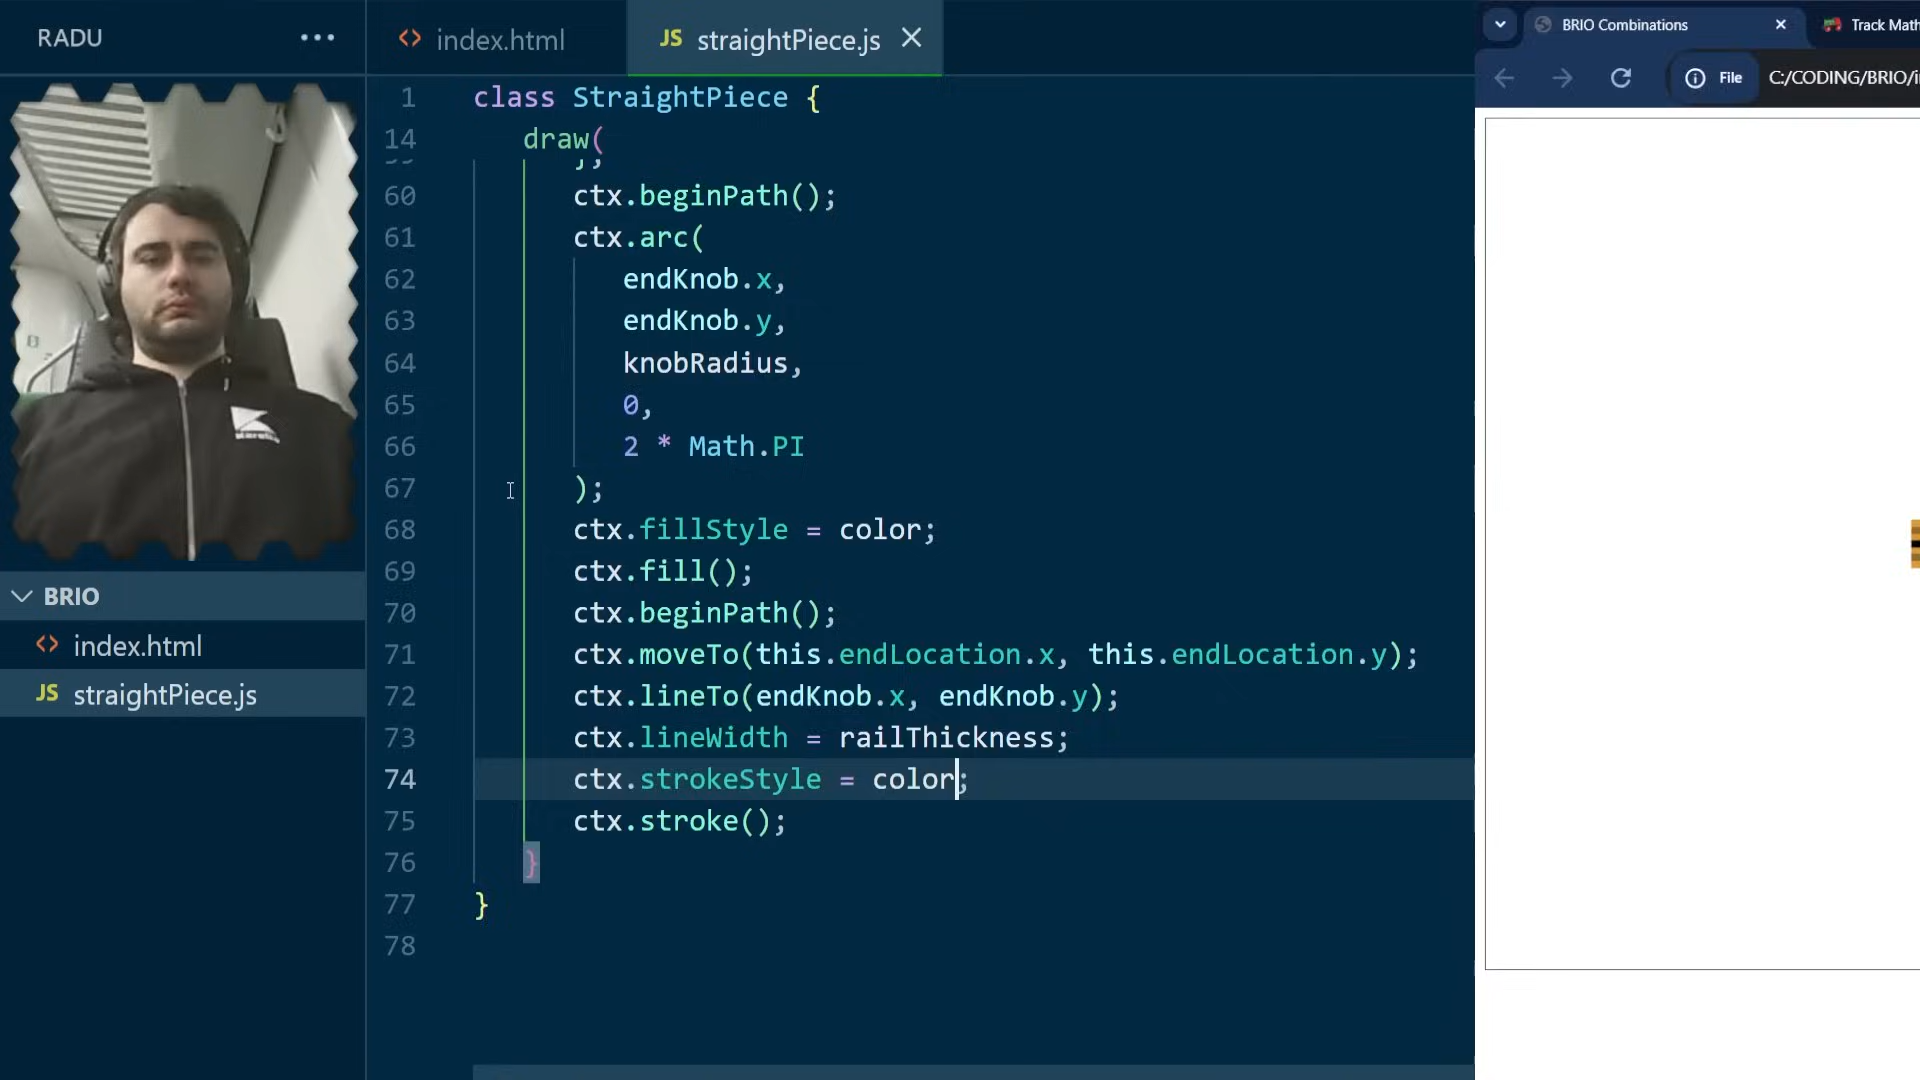 RADU
index.html
JS straightPiece.js
BRIO
index.html
JS straightPiece.js
1 class StraightPiece {
14 draw(
60 ctx.beginPath();
61 ctx.arc(
62 endKnob.x,
63 endKnob.y,
64 knobRadius,
65 0,
66 2 * Math.PI
67 );
68 ctx.fillStyle = color;
69 ctx.fill();
70 ctx.beginPath();
71 ctx.moveTo(this.endLocation.x, this.endLocation.y);
72 ctx.lineTo(endKnob.x, endKnob.y);
73 ctx.lineWidth = railThickness;
74 ctx.strokeStyle = color;
75 ctx.stroke();
76 }
77 }
78
BRIO Combinations
Track Math
File C:/CODING/BRIO/i